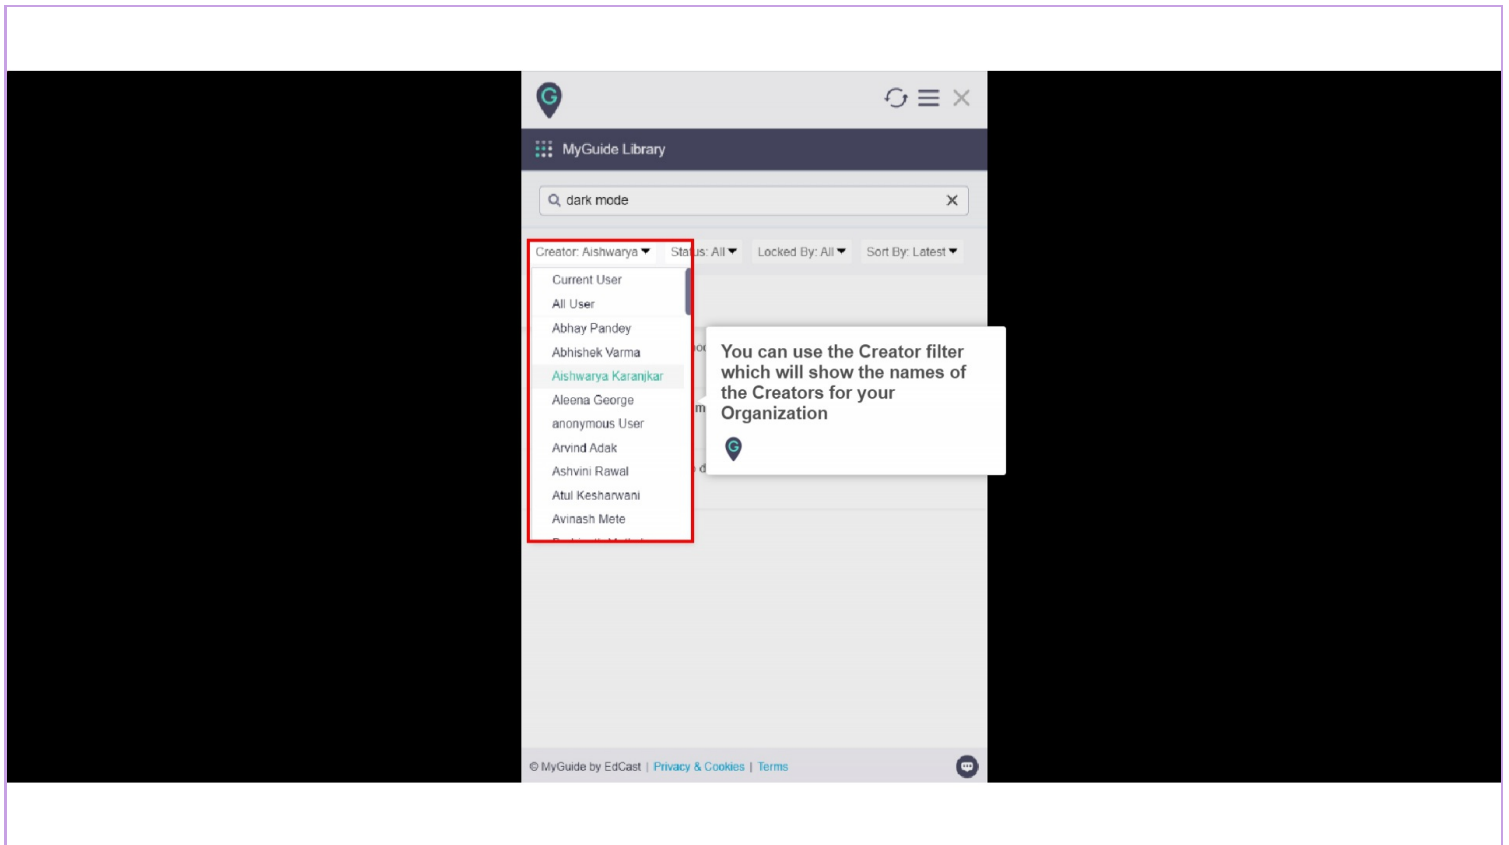 MyGuide Library
dark mode
Creator: Aishwarya
Status: All
Locked By: All
Sort By: Latest
Current User
All User
Abhay Pandey
Abhishek Varma
Aishwarya Karanjkar
Aleena George
anonymous User
Arvind Adak
Ashvini Rawal
Atul Kesharwani
Avinash Mete
You can use the Creator filter
which will show the names of
the Creators for your
Organization
© MyGuide by EdCast | Privacy & Cookies | Terms